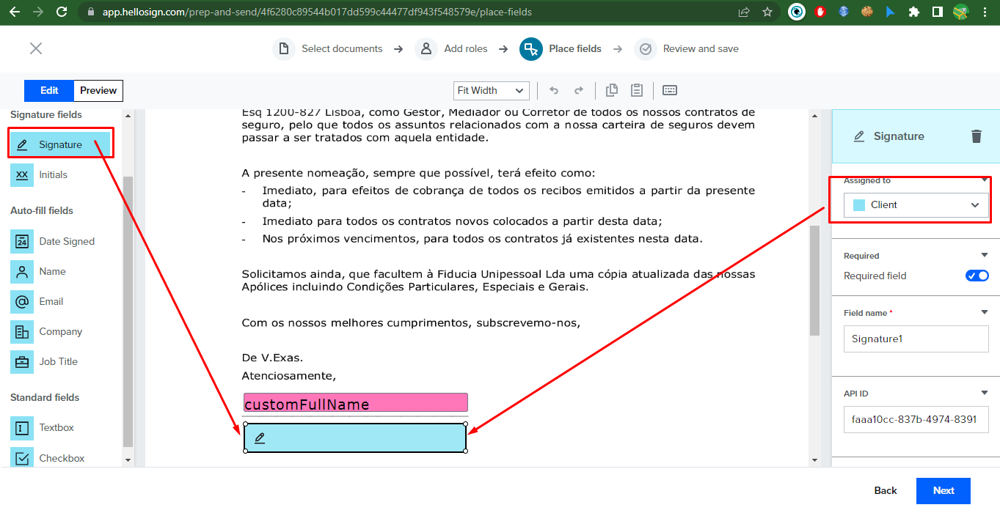 app.hellosign.com/prep-and-send/4f6280c89544b017dd599c44477df943f548579e/place-fields
Select documents
Add roles
Place fields
Review and save
Edit
Preview
Fit Width
Signature fields
Signature
XX
Initials
Auto-fill fields
24
Date Signed
Name
@
Email
Company
Job Title
Standard fields
I
Textbox
Checkbox
Esq 1200-827 Lisboa, como Gestor, Mediador ou Corretor de todos os nossos contratos de
seguro, pelo que todos os assuntos relacionados com a nossa carteira de seguros devem
passar a ser tratados com aquela entidade.
A presente nomeação, sempre que possível, terá efeito como:
- Imediato, para efeitos de cobrança de todos os recibos emitidos a partir da presente
data;
- Imediato para todos os contratos novos colocados a partir desta data;
- Nos próximos vencimentos, para todos os contratos já existentes nesta data.
Solicitamos ainda, que facultem à Fiducia Unipessoal Lda uma cópia atualizada das nossas
Apólices incluindo Condições Particulares, Especiais e Gerais.
Com os nossos melhores cumprimentos, subscrevemo-nos,
De V.Exas.
Atenciosamente,
customFullName
Signature
Assigned to
Client
Required
Required field
Field name *
Signature1
API ID
faaa10cc-837b-4974-8391
Back
Next